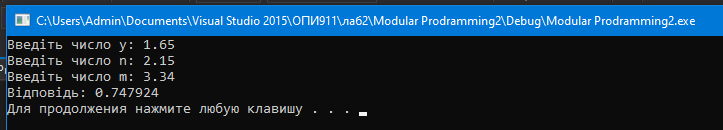 C:\Users\Admin\Documents\Visual Studio 2015\ОПИ911\ла62\Modular Prodramming2\Debug\Modular Prodramming2.exe
Введіть число y: 1.65
Введіть число n: 2.15
Введіть число m: 3.34
Відповідь: 0.747924
Для продолжения нажмите любую клавишу . . .